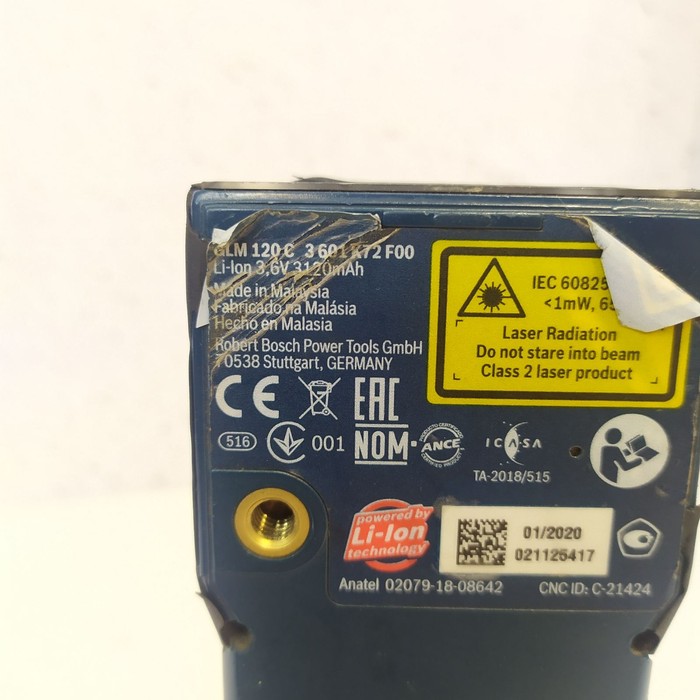 GLM 120 C 3 601 K72 F00
Li-Ion 3,6V 3120mAh
Made in Malaysia
Fabricado na Malásia
Hecho en Malasia
Robert Bosch Power Tools GmbH
70538 Stuttgart, GERMANY
IEC 60825
<1mW, 6
Laser Radiation
Do not stare into beam
Class 2 laser product
CE
EAC
516
001
NOM
ANCE
ICASA
TA-2018/515
powered by
Li-Ion
technology
01/2020
021125417
Anatel 02079-18-08642
CNC ID: C-21424